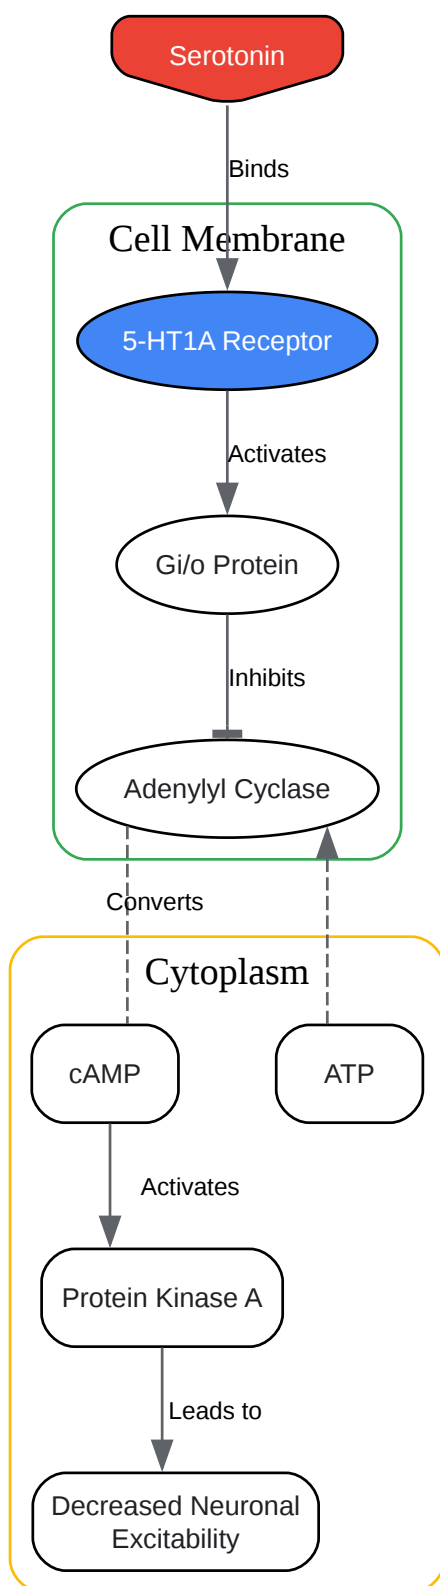 Serotonin
Binds
Cell Membrane
5-HT1A Receptor
Activates
Gi/o Protein
Inhibits
Adenylyl Cyclase
Converts
Cytoplasm
cAMP
ATP
Activates
Protein Kinase A
Leads to
Decreased Neuronal
Excitability